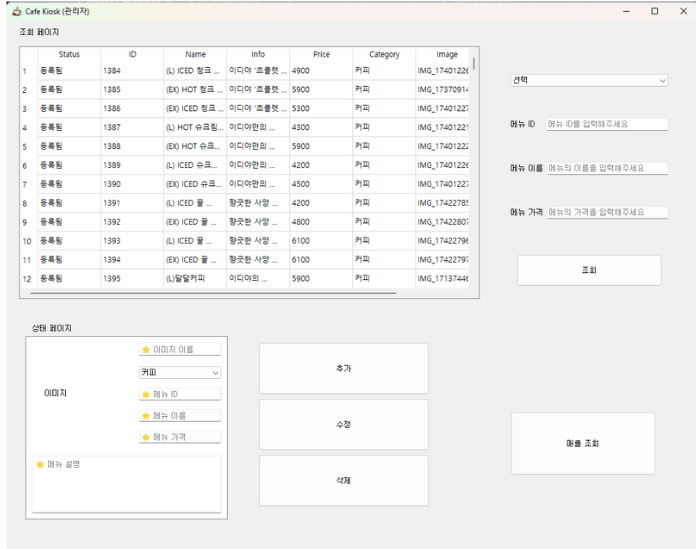 Cafe Kiosk (관리자)
조회 페이지
Status ID Name Info Price Category Image
1 등록됨 1384 (L) ICED 청크 ... 이디야 '초콜렛 ... 4900 커피 IMG_17401226
2 등록됨 1385 (EX) HOT 청크 ... 이디야 '초콜렛 ... 5900 커피 IMG_17370914
3 등록됨 1386 (EX) ICED 청크 ... 이디야 '초콜렛 ... 5300 커피 IMG_17401227
4 등록됨 1387 (L) HOT 슈크림... 이디야만의 ... 4300 커피 IMG_17401221
5 등록됨 1388 (EX) HOT 슈크... 이디야만의 ... 5900 커피 IMG_17401222
6 등록됨 1389 (L) ICED 슈크... 이디야만의 ... 4200 커피 IMG_17401226
7 등록됨 1390 (EX) ICED 슈크... 이디야만의 ... 4500 커피 IMG_17401227
8 등록됨 1391 (L) ICED 꿀 ... 향긋한 사양 ... 4200 커피 IMG_17422785
9 등록됨 1392 (EX) ICED 꿀 ... 향긋한 사양 ... 4800 커피 IMG_17422807
10 등록됨 1393 (L) ICED 꿀 ... 향긋한 사양 ... 6100 커피 IMG_17422796
11 등록됨 1394 (EX) ICED 꿀 ... 향긋한 사양 ... 6100 커피 IMG_17422797
12 등록됨 1395 (L)달달커피 이디야의 ... 5900 커피 IMG_17137446
선택
메뉴 ID 메뉴 ID를 입력해주세요
메뉴 이름 메뉴의 이름을 입력해주세요
메뉴 가격 메뉴의 가격을 입력해주세요
조회
상태 페이지
이미지
⭐ 이미지 이름
커피
⭐ 메뉴 ID
⭐ 메뉴 이름
⭐ 메뉴 가격
⭐ 메뉴 설명
추가
수정
삭제
매출 조회